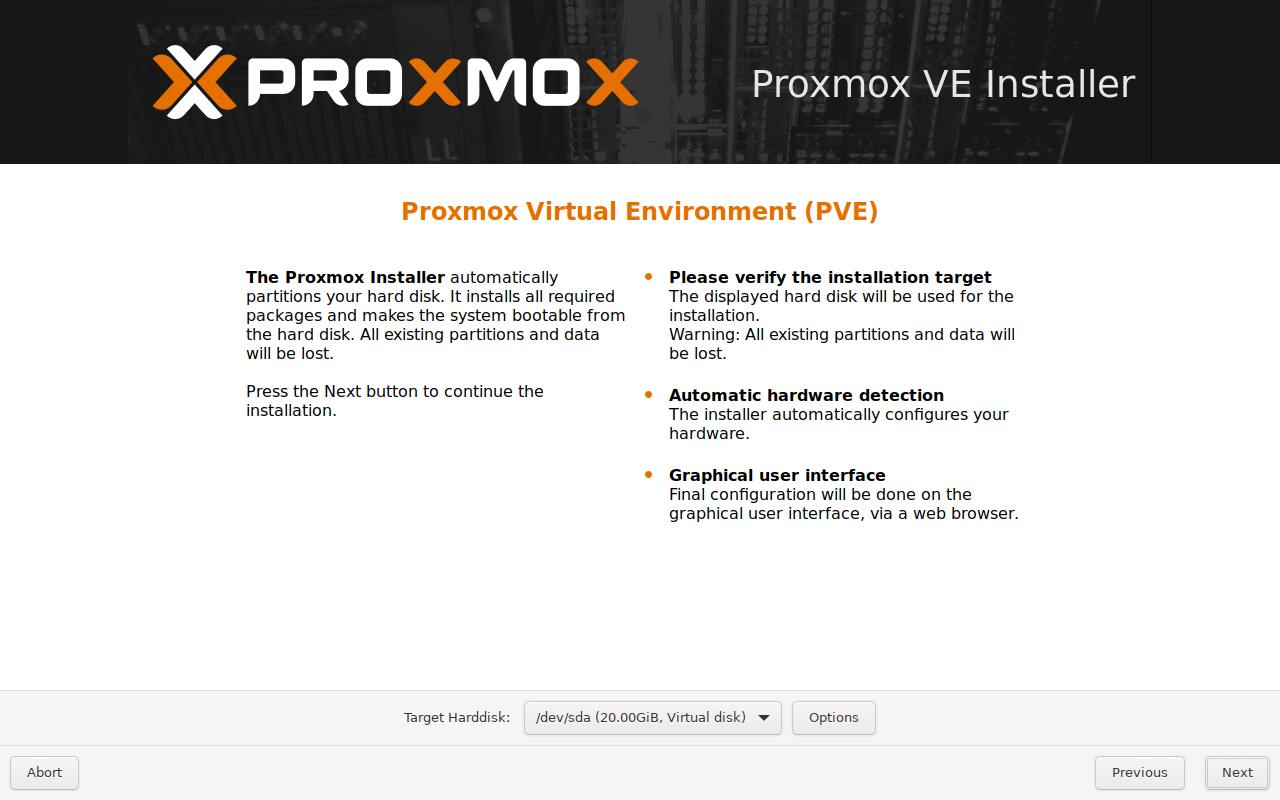 PROXMOX
Proxmox VE Installer
Proxmox Virtual Environment (PVE)
The Proxmox Installer automatically
partitions your hard disk. It installs all required
packages and makes the system bootable from
the hard disk. All existing partitions and data
will be lost.
Press the Next button to continue the
installation.
Please verify the installation target
The displayed hard disk will be used for the
installation.
Warning: All existing partitions and data will
be lost.
Automatic hardware detection
The installer automatically configures your
hardware.
Graphical user interface
Final configuration will be done on the
graphical user interface, via a web browser.
Target Harddisk: /dev/sda (20.00GiB, Virtual disk) Options
Abort Previous Next